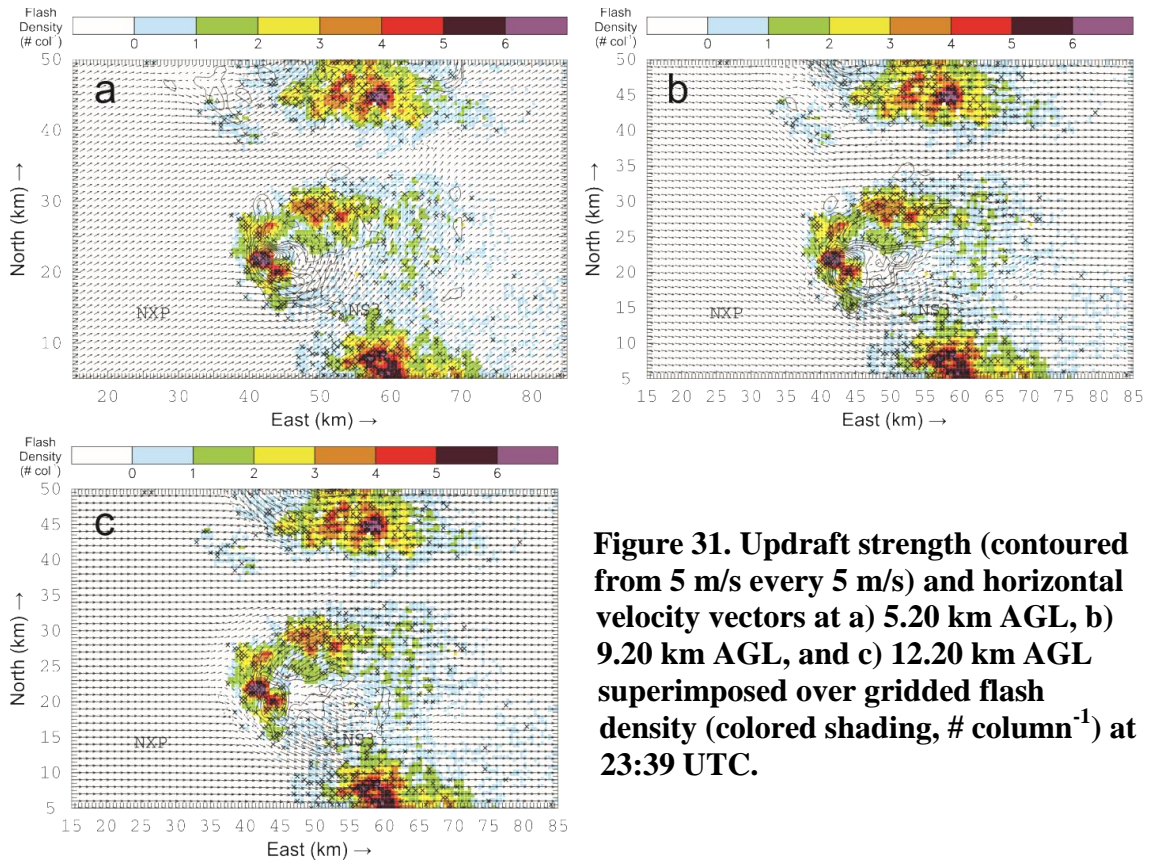 Flash
Density
(# col⁻)
0 1 2 3 4 5 6
Flash
Density
(# col⁻)
0 1 2 3 4 5 6
a
50
40
30
20
10
North (km) →
NXP
NS3
20 30 40 50 60 70 80
East (km) →
b
50
45
40
35
30
25
20
15
10
5
North (km) →
NXP
NS3
15 20 25 30 35 40 45 50 55 60 65 70 75 80 85
East (km) →
Flash
Density
(# col⁻)
0 1 2 3 4 5 6
c
50
45
40
35
30
25
20
15
10
5
North (km) →
NXP
NS3
15 20 25 30 35 40 45 50 55 60 65 70 75 80 85
East (km) →
Figure 31. Updraft strength (contoured
from 5 m/s every 5 m/s) and horizontal
velocity vectors at a) 5.20 km AGL, b)
9.20 km AGL, and c) 12.20 km AGL
superimposed over gridded flash
density (colored shading, # column⁻¹) at
23:39 UTC.